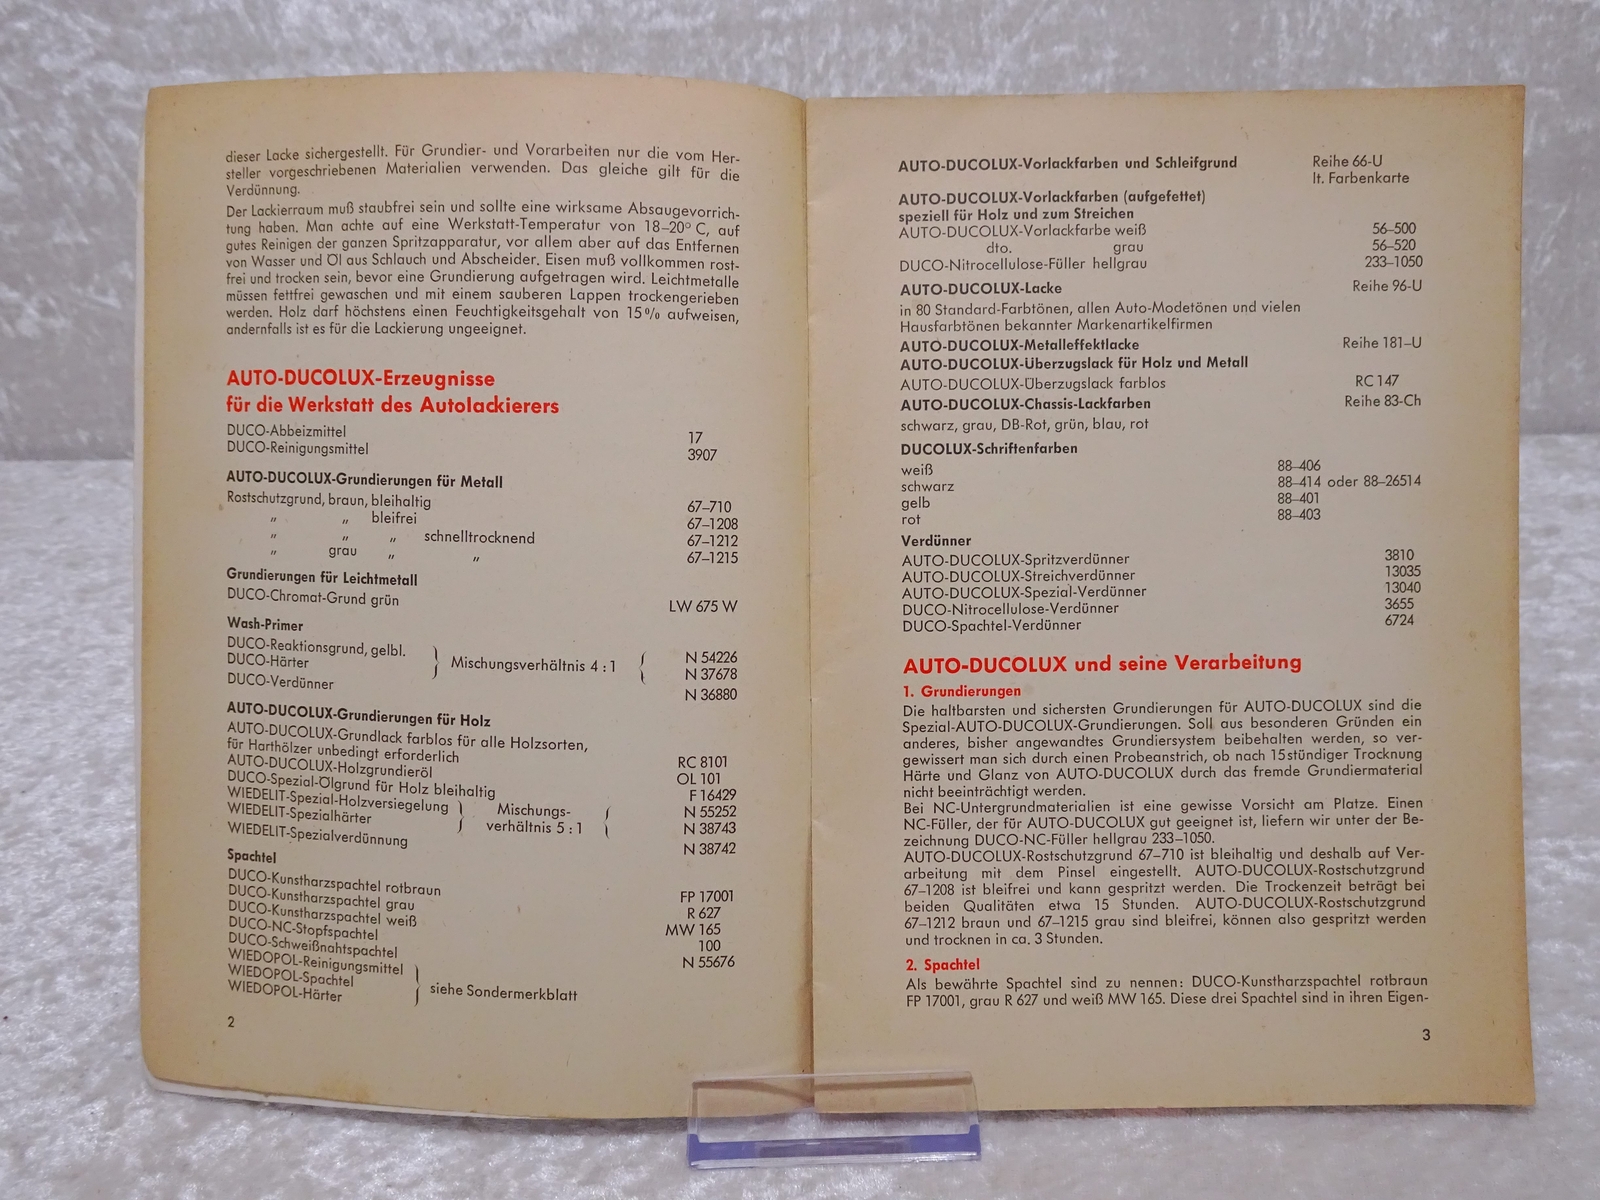 dieser Lacke sichergestellt. Für Grundier- und Vorarbeiten nur die vom Her-
steller vorgeschriebenen Materialien verwenden. Das gleiche gilt für die
Verdünnung.
Der Lackierraum muß staubfrei sein und sollte eine wirksame Absaugevorrich-
tung haben. Man achte auf eine Werkstatt-Temperatur von 18–20° C, auf
gutes Reinigen der ganzen Spritzapparatur, vor allem aber auf das Entfernen
von Wasser und Öl aus Schlauch und Abscheider. Eisen muß vollkommen rost-
frei und trocken sein, bevor eine Grundierung aufgetragen wird. Leichtmetalle
müssen fettfrei gewaschen und mit einem sauberen Lappen trockengerieben
werden. Holz darf höchstens einen Feuchtigkeitsgehalt von 15% aufweisen,
andernfalls ist es für die Lackierung ungeeignet.
AUTO-DUCOLUX-Erzeugnisse
für die Werkstatt des Autolackierers
DUCO-Abbeizmittel 17
DUCO-Reinigungsmittel 3907
AUTO-DUCOLUX-Grundierungen für Metall
Rostschutzgrund, braun, bleihaltig 67–710
" " bleifrei 67–1208
" " " schnelltrocknend 67–1212
" grau " " 67–1215
Grundierungen für Leichtmetall
DUCO-Chromat-Grund grün LW 675 W
Wash-Primer
DUCO-Reaktionsgrund, gelbl. } Mischungsverhältnis 4 : 1 { N 54226
DUCO-Härter N 37678
DUCO-Verdünner N 36880
AUTO-DUCOLUX-Grundierungen für Holz
AUTO-DUCOLUX-Grundlack farblos für alle Holzsorten,
für Harthölzer unbedingt erforderlich RC 8101
AUTO-DUCOLUX-Holzgrundieröl OL 101
DUCO-Spezial-Ölgrund für Holz bleihaltig F 16429
WIEDELIT-Spezial-Holzversiegelung } Mischungs- { N 55252
WIEDELIT-Spezialhärter verhältnis 5 : 1 N 38743
WIEDELIT-Spezialverdünnung N 38742
Spachtel
DUCO-Kunstharzspachtel rotbraun FP 17001
DUCO-Kunstharzspachtel grau R 627
DUCO-Kunstharzspachtel weiß MW 165
DUCO-NC-Stopfspachtel 100
DUCO-Schweißnahtspachtel N 55676
WIEDOPOL-Reinigungsmittel
WIEDOPOL-Spachtel } siehe Sondermerkblatt
WIEDOPOL-Härter
2
AUTO-DUCOLUX-Vorlackfarben und Schleifgrund Reihe 66-U
lt. Farbenkarte
AUTO-DUCOLUX-Vorlackfarben (aufgefettet)
speziell für Holz und zum Streichen
AUTO-DUCOLUX-Vorlackfarbe weiß 56–500
dto. grau 56–520
DUCO-Nitrocellulose-Füller hellgrau 233–1050
AUTO-DUCOLUX-Lacke Reihe 96-U
in 80 Standard-Farbtönen, allen Auto-Modetönen und vielen
Hausfarbtönen bekannter Markenartikelfirmen
AUTO-DUCOLUX-Metalleffektlacke Reihe 181–U
AUTO-DUCOLUX-Überzugslack für Holz und Metall
AUTO-DUCOLUX-Überzugslack farblos RC 147
AUTO-DUCOLUX-Chassis-Lackfarben Reihe 83-Ch
schwarz, grau, DB-Rot, grün, blau, rot
DUCOLUX-Schriftenfarben
weiß 88–406
schwarz 88–414 oder 88–26514
gelb 88–401
rot 88–403
Verdünner
AUTO-DUCOLUX-Spritzverdünner 3810
AUTO-DUCOLUX-Streichverdünner 13035
AUTO-DUCOLUX-Spezial-Verdünner 13040
DUCO-Nitrocellulose-Verdünner 3655
DUCO-Spachtel-Verdünner 6724
AUTO-DUCOLUX und seine Verarbeitung
1. Grundierungen
Die haltbarsten und sichersten Grundierungen für AUTO-DUCOLUX sind die
Spezial-AUTO-DUCOLUX-Grundierungen. Soll aus besonderen Gründen ein
anderes, bisher angewandtes Grundiersystem beibehalten werden, so ver-
gewissert man sich durch einen Probeanstrich, ob nach 15stündiger Trocknung
Härte und Glanz von AUTO-DUCOLUX durch das fremde Grundiermaterial
nicht beeinträchtigt werden.
Bei NC-Untergrundmaterialien ist eine gewisse Vorsicht am Platze. Einen
NC-Füller, der für AUTO-DUCOLUX gut geeignet ist, liefern wir unter der Be-
zeichnung DUCO-NC-Füller hellgrau 233–1050.
AUTO-DUCOLUX-Rostschutzgrund 67–710 ist bleihaltig und deshalb auf Ver-
arbeitung mit dem Pinsel eingestellt. AUTO-DUCOLUX-Rostschutzgrund
67–1208 ist bleifrei und kann gespritzt werden. Die Trockenzeit beträgt bei
beiden Qualitäten etwa 15 Stunden. AUTO-DUCOLUX-Rostschutzgrund
67–1212 braun und 67–1215 grau sind bleifrei, können also gespritzt werden
und trocknen in ca. 3 Stunden.
2. Spachtel
Als bewährte Spachtel sind zu nennen: DUCO-Kunstharzspachtel rotbraun
FP 17001, grau R 627 und weiß MW 165. Diese drei Spachtel sind in ihren Eigen-
3